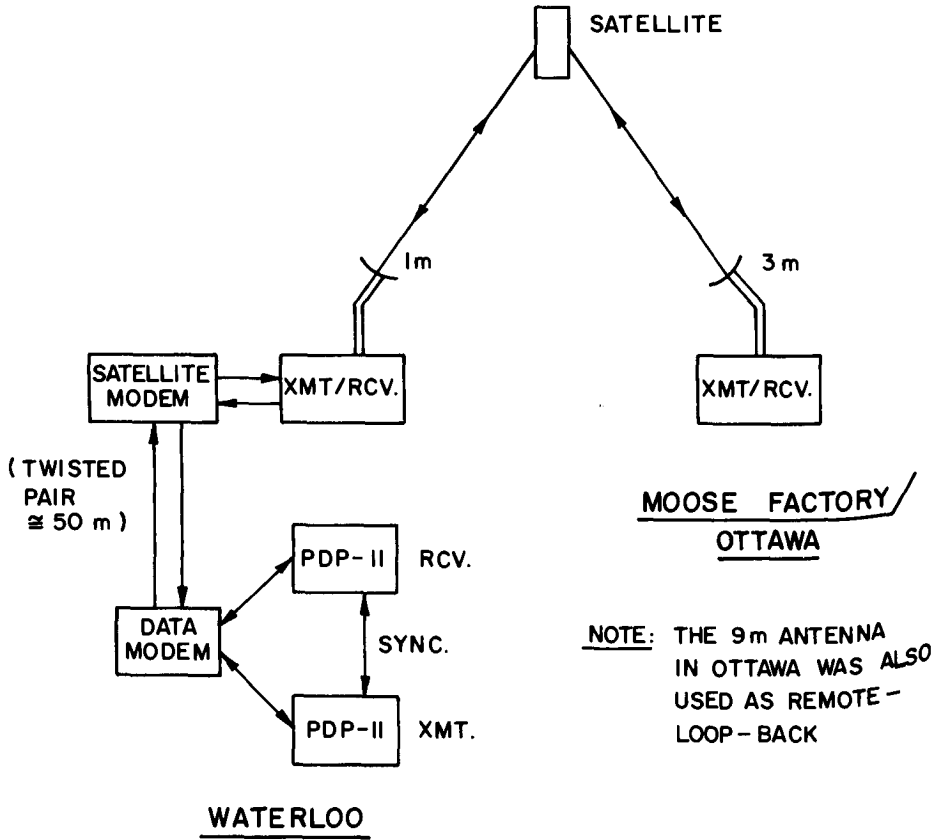 SATELLITE
1m
3m
SATELLITE
MODEM
XMT/RCV.
XMT/RCV.
(TWISTED
PAIR
≅ 50 m)
MOOSE FACTORY/
OTTAWA
PDP-11
RCV.
DATA
MODEM
SYNC.
PDP-11
XMT.
NOTE: THE 9m ANTENNA
IN OTTAWA WAS ALSO
USED AS REMOTE-
LOOP-BACK
WATERLOO